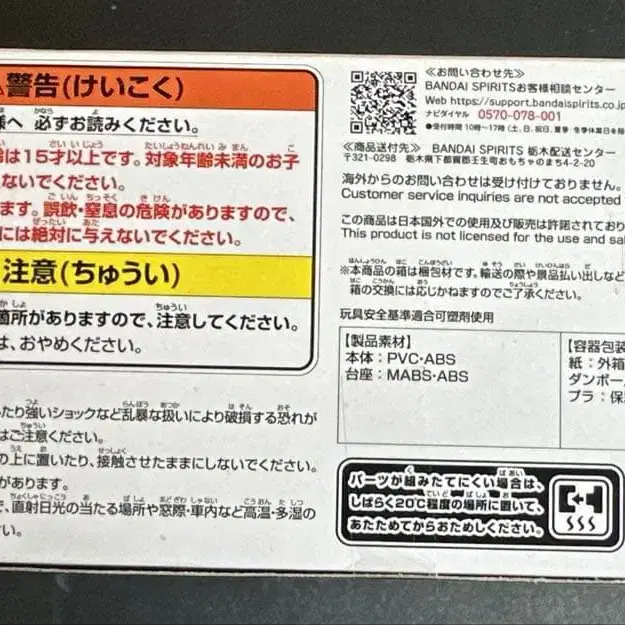 警告(けいこく)
様へ 必ずお読みください。
は15才以上です。対象年齢未満のお子
ないでください。
ます。誤飲・窒息の危険がありますので、
には絶対に与えないでください。
注意(ちゅうい)
箇所がありますので、注意してください。
は、おやめください。
たり強いショックなど乱暴な扱いにより破損する恐れが
はご注意ください。
の上に置いたり、接触させたままにしないでください。
があります。
で、直射日光の当たる場所や窓際・車内など高温・多湿の
い。
≪お問い合わせ先≫
BANDAI SPIRITSお客様相談センター
Web https://support.bandaispirits.co.jp
ナビダイヤル 0570-078-001
●受付時間 10時~17時 (土、日、祝日、夏季・冬季休業日を除
≪商品送付先≫ BANDAI SPIRITS 栃木配送センター
〒321-0298 栃木県下都賀郡壬生町おもちゃのまち4-2-20
海外からのお問い合わせは受け付けておりません。
Customer service inquiries are not accepted
この商品は日本国外での使用及び販売は許諾されており
This product is not licensed for the use and sal
※本商品の箱は梱包材です。輸送の際や景品払い出しなど
箱の交換には応じかねますのでご了承ください。
玩具安全基準適合可塑剤使用
【製品素材】
本体：PVC・ABS
台座：MABS・ABS
【容器包装
紙：外箱
ダンボール
プラ：保
パーツが組みたてにくい場合は、
しばらく20℃程度の場所に置いて、
あたためてからおためしください。